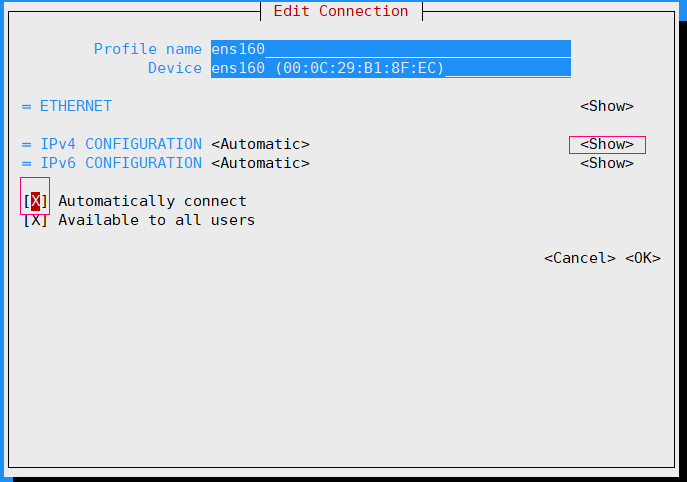 Edit Connection
Profile name ens160
Device ens160 (00:0C:29:B1:8F:EC)
= ETHERNET <Show>
= IPv4 CONFIGURATION <Automatic> <Show>
= IPv6 CONFIGURATION <Automatic> <Show>
[X] Automatically connect
[X] Available to all users
<Cancel> <OK>